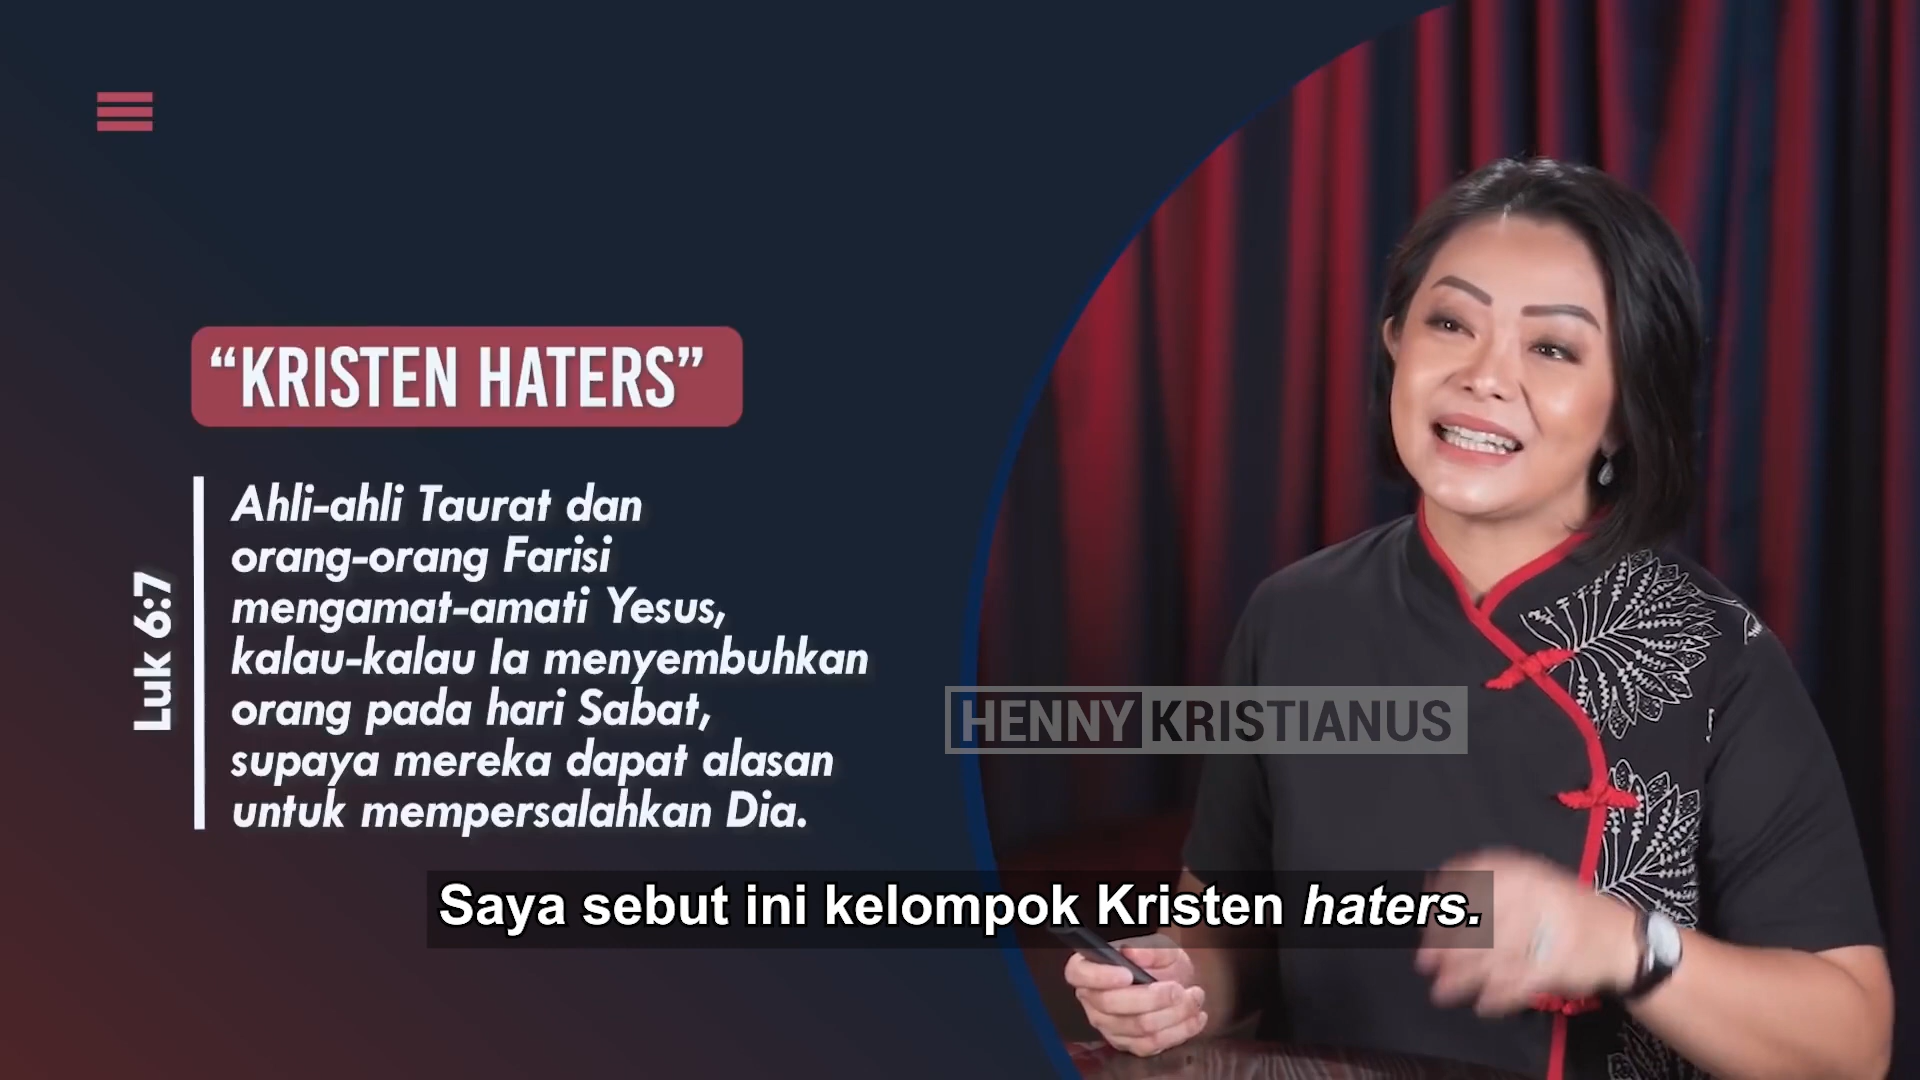 “KRISTEN HATERS”
Luk 6:7
Ahli-ahli Taurat dan
orang-orang Farisi
mengamat-amati Yesus,
kalau-kalau Ia menyembuhkan
orang pada hari Sabat,
supaya mereka dapat alasan
untuk mempersalahkan Dia.
HENNY KRISTIANUS
Saya sebut ini kelompok Kristen haters.